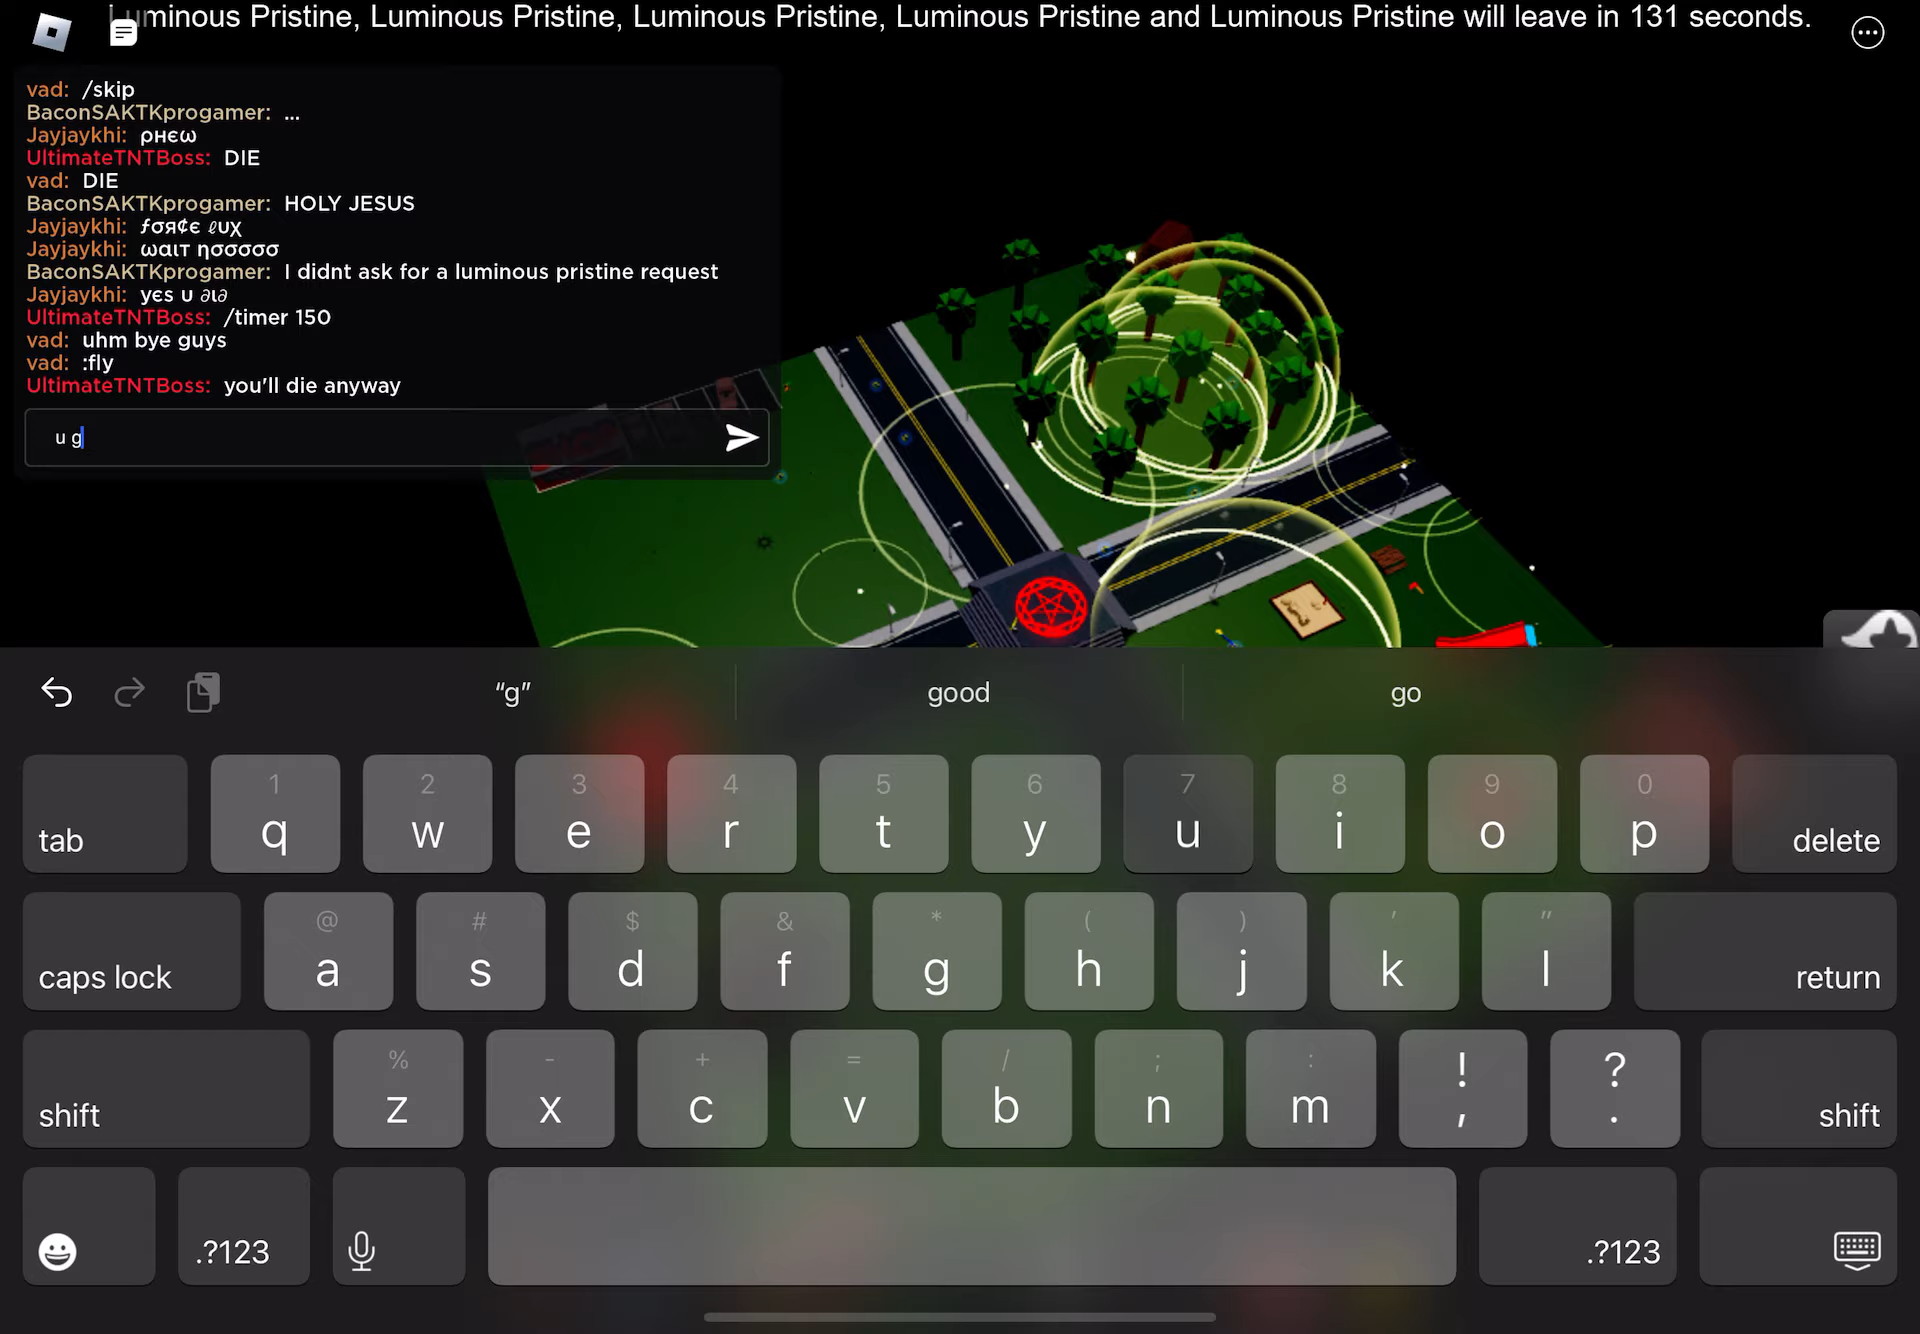 Luminous Pristine, Luminous Pristine, Luminous Pristine, Luminous Pristine and Luminous Pristine will leave in 131 seconds.
vad: /skip
BaconSAKTKprogamer: ...
Jayjaykhi: ρнєω
UltimateTNTBoss: DIE
vad: DIE
BaconSAKTKprogamer: HOLY JESUS
Jayjaykhi: ƒσя¢є ℓυχ
Jayjaykhi: ωαιт ησσσσσ
BaconSAKTKprogamer: I didnt ask for a luminous pristine request
Jayjaykhi: yєs υ ∂ι∂
UltimateTNTBoss: /timer 150
vad: uhm bye guys
vad: :fly
UltimateTNTBoss: you'll die anyway
u g
“g” good go
1 2 3 4 5 6 7 8 9 0
tab q w e r t y u i o p delete
@ # $ & * ( ) ' "
caps lock a s d f g h j k l return
% - + = / ; : ! ?
shift z x c v b n m , . shift
.?123 .?123